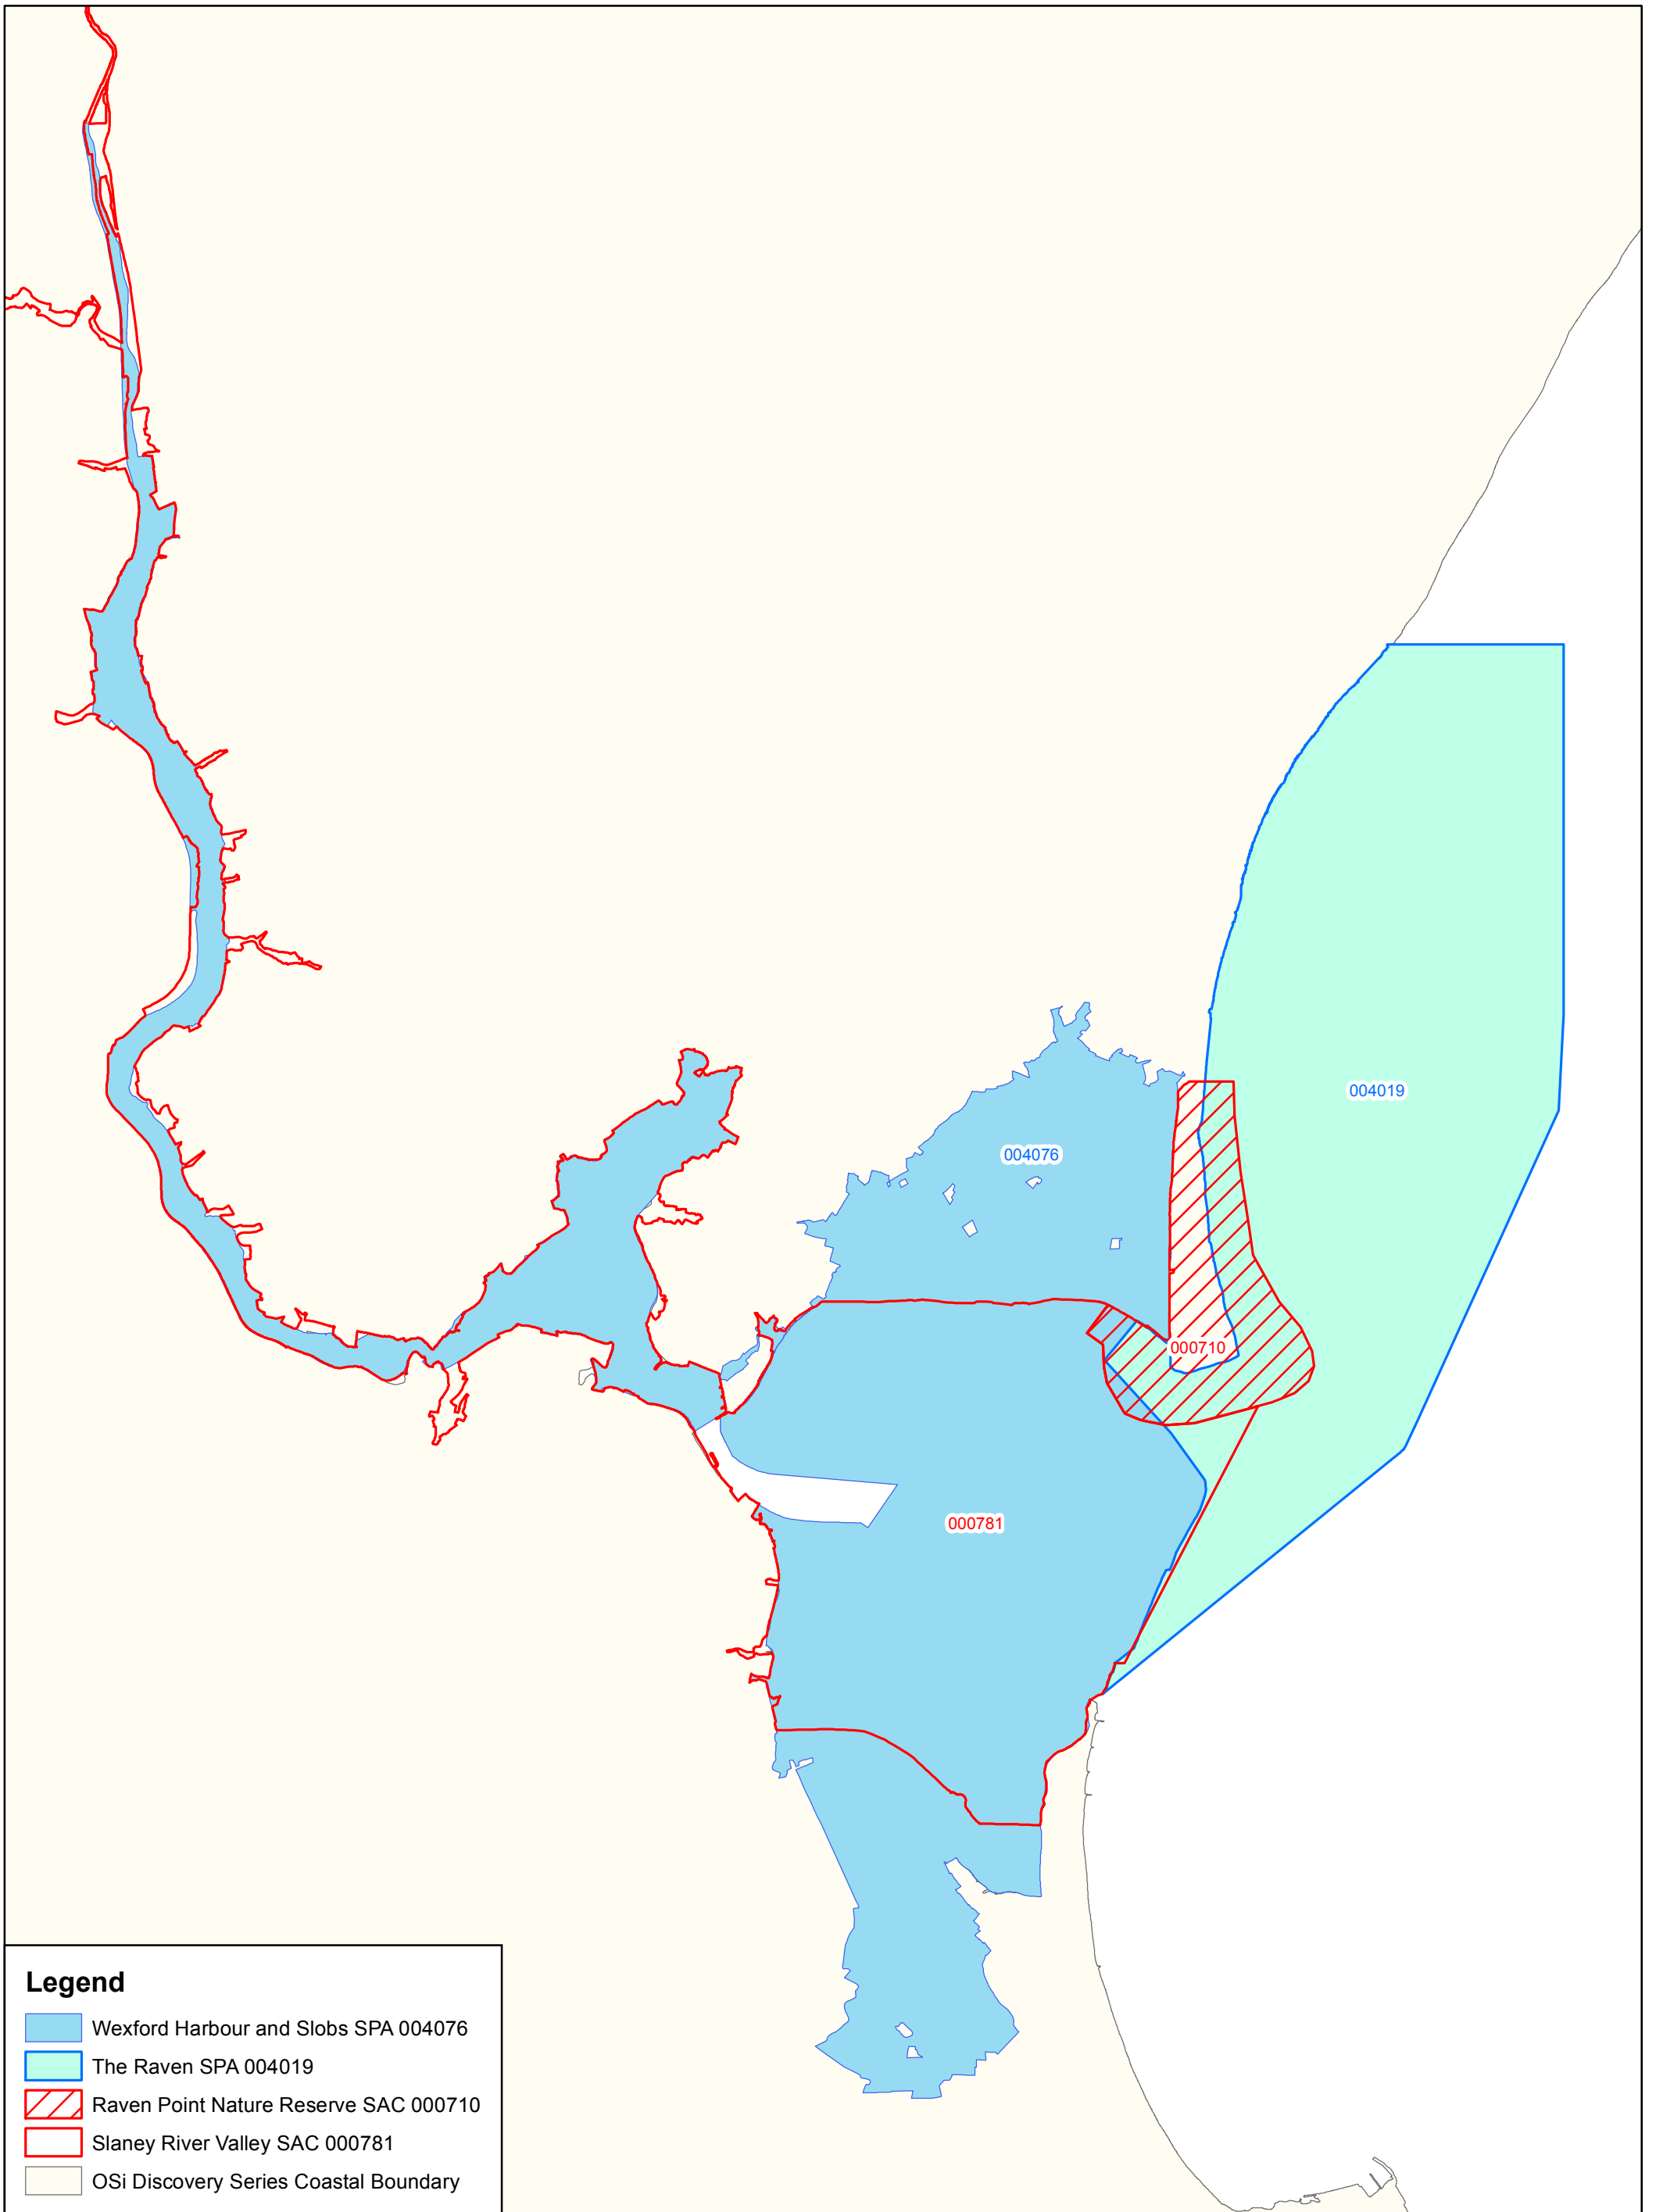 004019
004076
000710
000781
Legend
Wexford Harbour and Slobs SPA 004076
The Raven SPA 004019
Raven Point Nature Reserve SAC 000710
Slaney River Valley SAC 000781
OSi Discovery Series Coastal Boundary